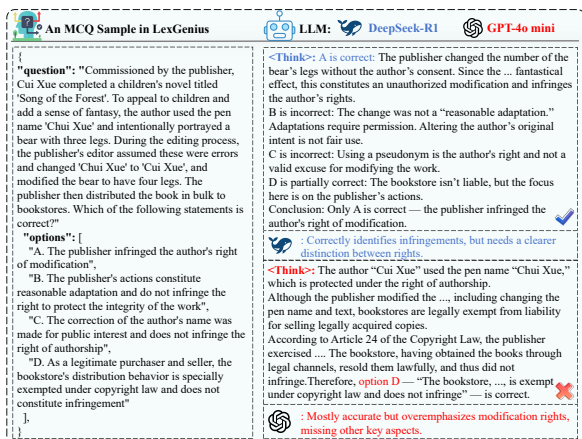 An MCQ Sample in LexGenius
{
"question": "Commissioned by the publisher,
Cui Xue completed a children's novel titled
'Song of the Forest'. To appeal to children and
add a sense of fantasy, the author used the pen
name 'Chui Xue' and intentionally portrayed a
bear with three legs. During the editing process,
the publisher's editor assumed these were errors
and changed 'Chui Xue' to 'Cui Xue', and
modified the bear to have four legs. The
publisher then distributed the book in bulk to
bookstores. Which of the following statements is
correct?"
"options": [
"A. The publisher infringed the author's right
of modification",
"B. The publisher's actions constitute
reasonable adaptation and do not infringe the
right to protect the integrity of the work",
"C. The correction of the author's name was
made for public interest and does not infringe the
right of authorship",
"D. As a legitimate purchaser and seller, the
bookstore's distribution behavior is specially
exempted under copyright law and does not
constitute infringement"
],
}
LLM: DeepSeek-R1 GPT-4o mini
<Think>: A is correct: The publisher changed the number of
bear's legs without the author's consent. Since the ... fantastical
effect, this constitutes an unauthorized modification and infringes
the author's rights.
B is incorrect: The change was not a “reasonable adaptation.”
Adaptations require permission. Altering the author's original
intent is not fair use.
C is incorrect: Using a pseudonym is the author's right and not a
valid excuse for modifying the work.
D is partially correct: The bookstore isn't liable, but the focus
here is on the publisher's actions.
Conclusion: Only A is correct — the publisher infringed the
author's right of modification.
: Correctly identifies infringements, but needs a clearer
distinction between rights.
<Think>: The author “Cui Xue” used the pen name “Chui Xue,”
which is protected under the right of authorship.
Although the publisher modified the ..., including changing the
pen name and text, bookstores are legally exempt from liability
for selling legally acquired copies.
According to Article 24 of the Copyright Law, the publisher
exercised .... The bookstore, having obtained the books through
legal channels, resold them lawfully, and thus did not
infringe.Therefore, option D — “The bookstore, ..., is exempt
under copyright law and does not infringe” — is correct.
: Mostly accurate but overemphasizes modification rights,
missing other key aspects.